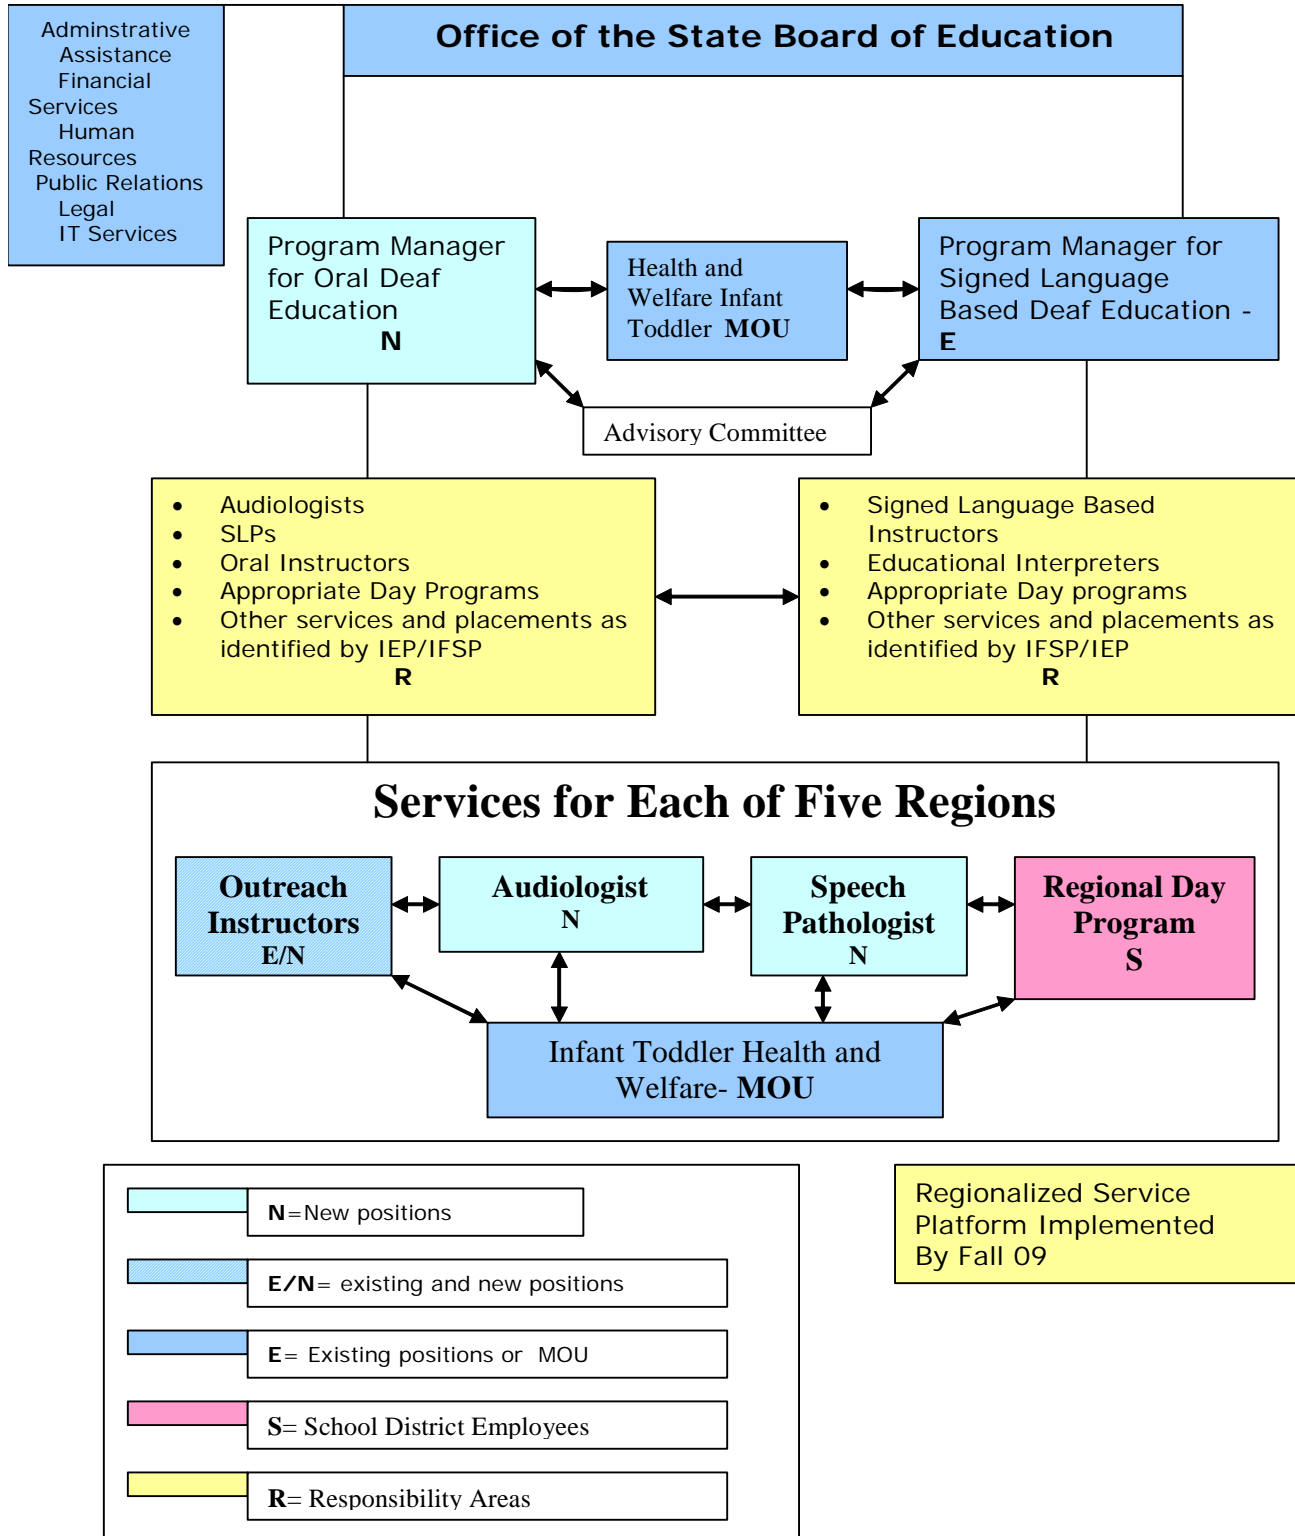 Adminstrative
Assistance
Financial
Services
Human
Resources
Public Relations
Legal
IT Services
Office of the State Board of Education
Program Manager
for Oral Deaf
Education
N
Health and
Welfare Infant
Toddler MOU
Program Manager for
Signed Language
Based Deaf Education -
E
Advisory Committee
• Audiologists
• SLPs
• Oral Instructors
• Appropriate Day Programs
• Other services and placements as
identified by IEP/IFSP
R
• Signed Language Based
Instructors
• Educational Interpreters
• Appropriate Day programs
• Other services and placements as
identified by IFSP/IEP
R
Services for Each of Five Regions
Outreach
Instructors
E/N
Audiologist
N
Speech
Pathologist
N
Regional Day
Program
S
Infant Toddler Health and
Welfare- MOU
N=New positions
E/N= existing and new positions
E= Existing positions or MOU
S= School District Employees
R= Responsibility Areas
Regionalized Service
Platform Implemented
By Fall 09